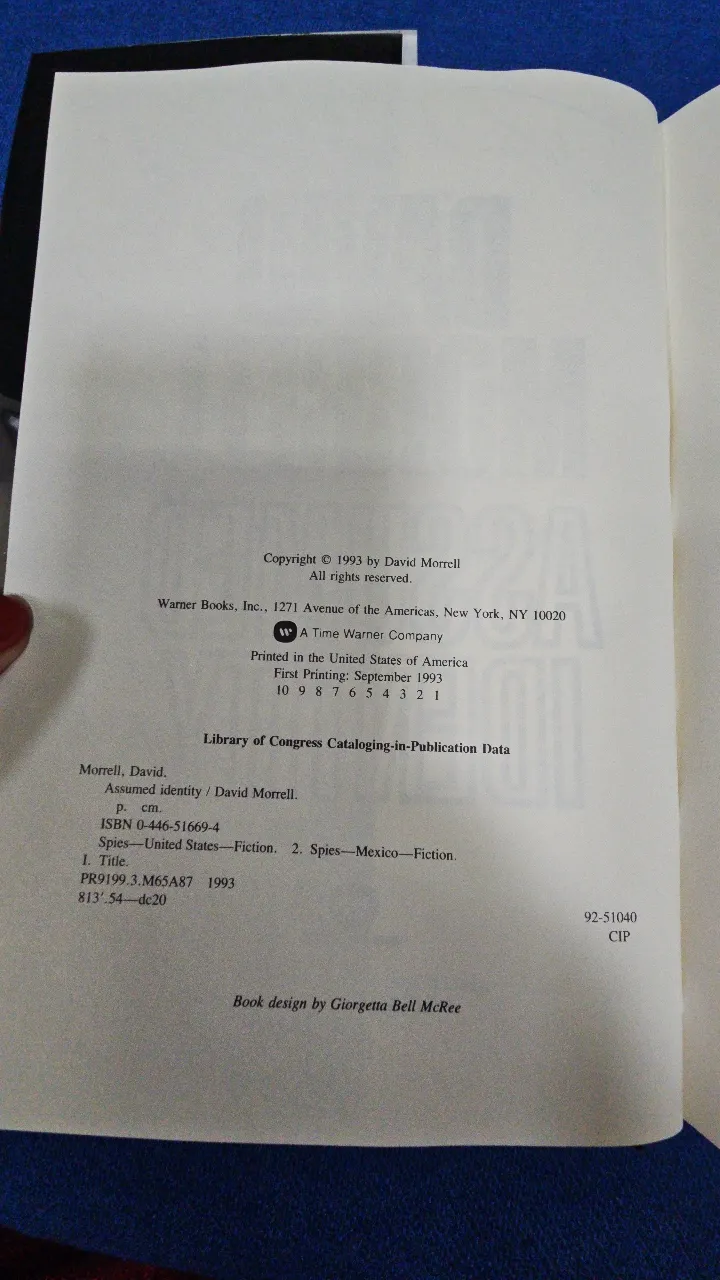 Copyright © 1993 by David Morrell
All rights reserved.
Warner Books, Inc., 1271 Avenue of the Americas, New York, NY 10020
W A Time Warner Company
Printed in the United States of America
First Printing: September 1993
10 9 8 7 6 5 4 3 2 1
Library of Congress Cataloging-in-Publication Data
Morrell, David.
Assumed identity / David Morrell.
p. cm.
ISBN 0-446-51669-4
Spies—United States—Fiction. 2. Spies—Mexico—Fiction.
I. Title.
PR9199.3.M65A87 1993
813'.54—dc20
92-51040
CIP
Book design by Giorgetta Bell McRee